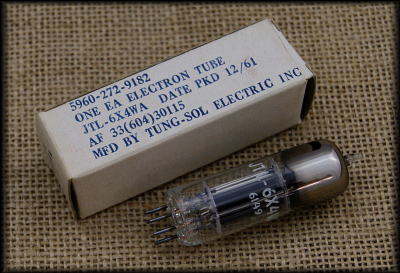 5960-272-9182
ONE EA ELECTRON TUBE
JTL-6X4WA DATE PKD 12/61
AF 33(604)30115
MFD BY TUNG-SOL ELECTRIC INC
JTL-6X4
6149